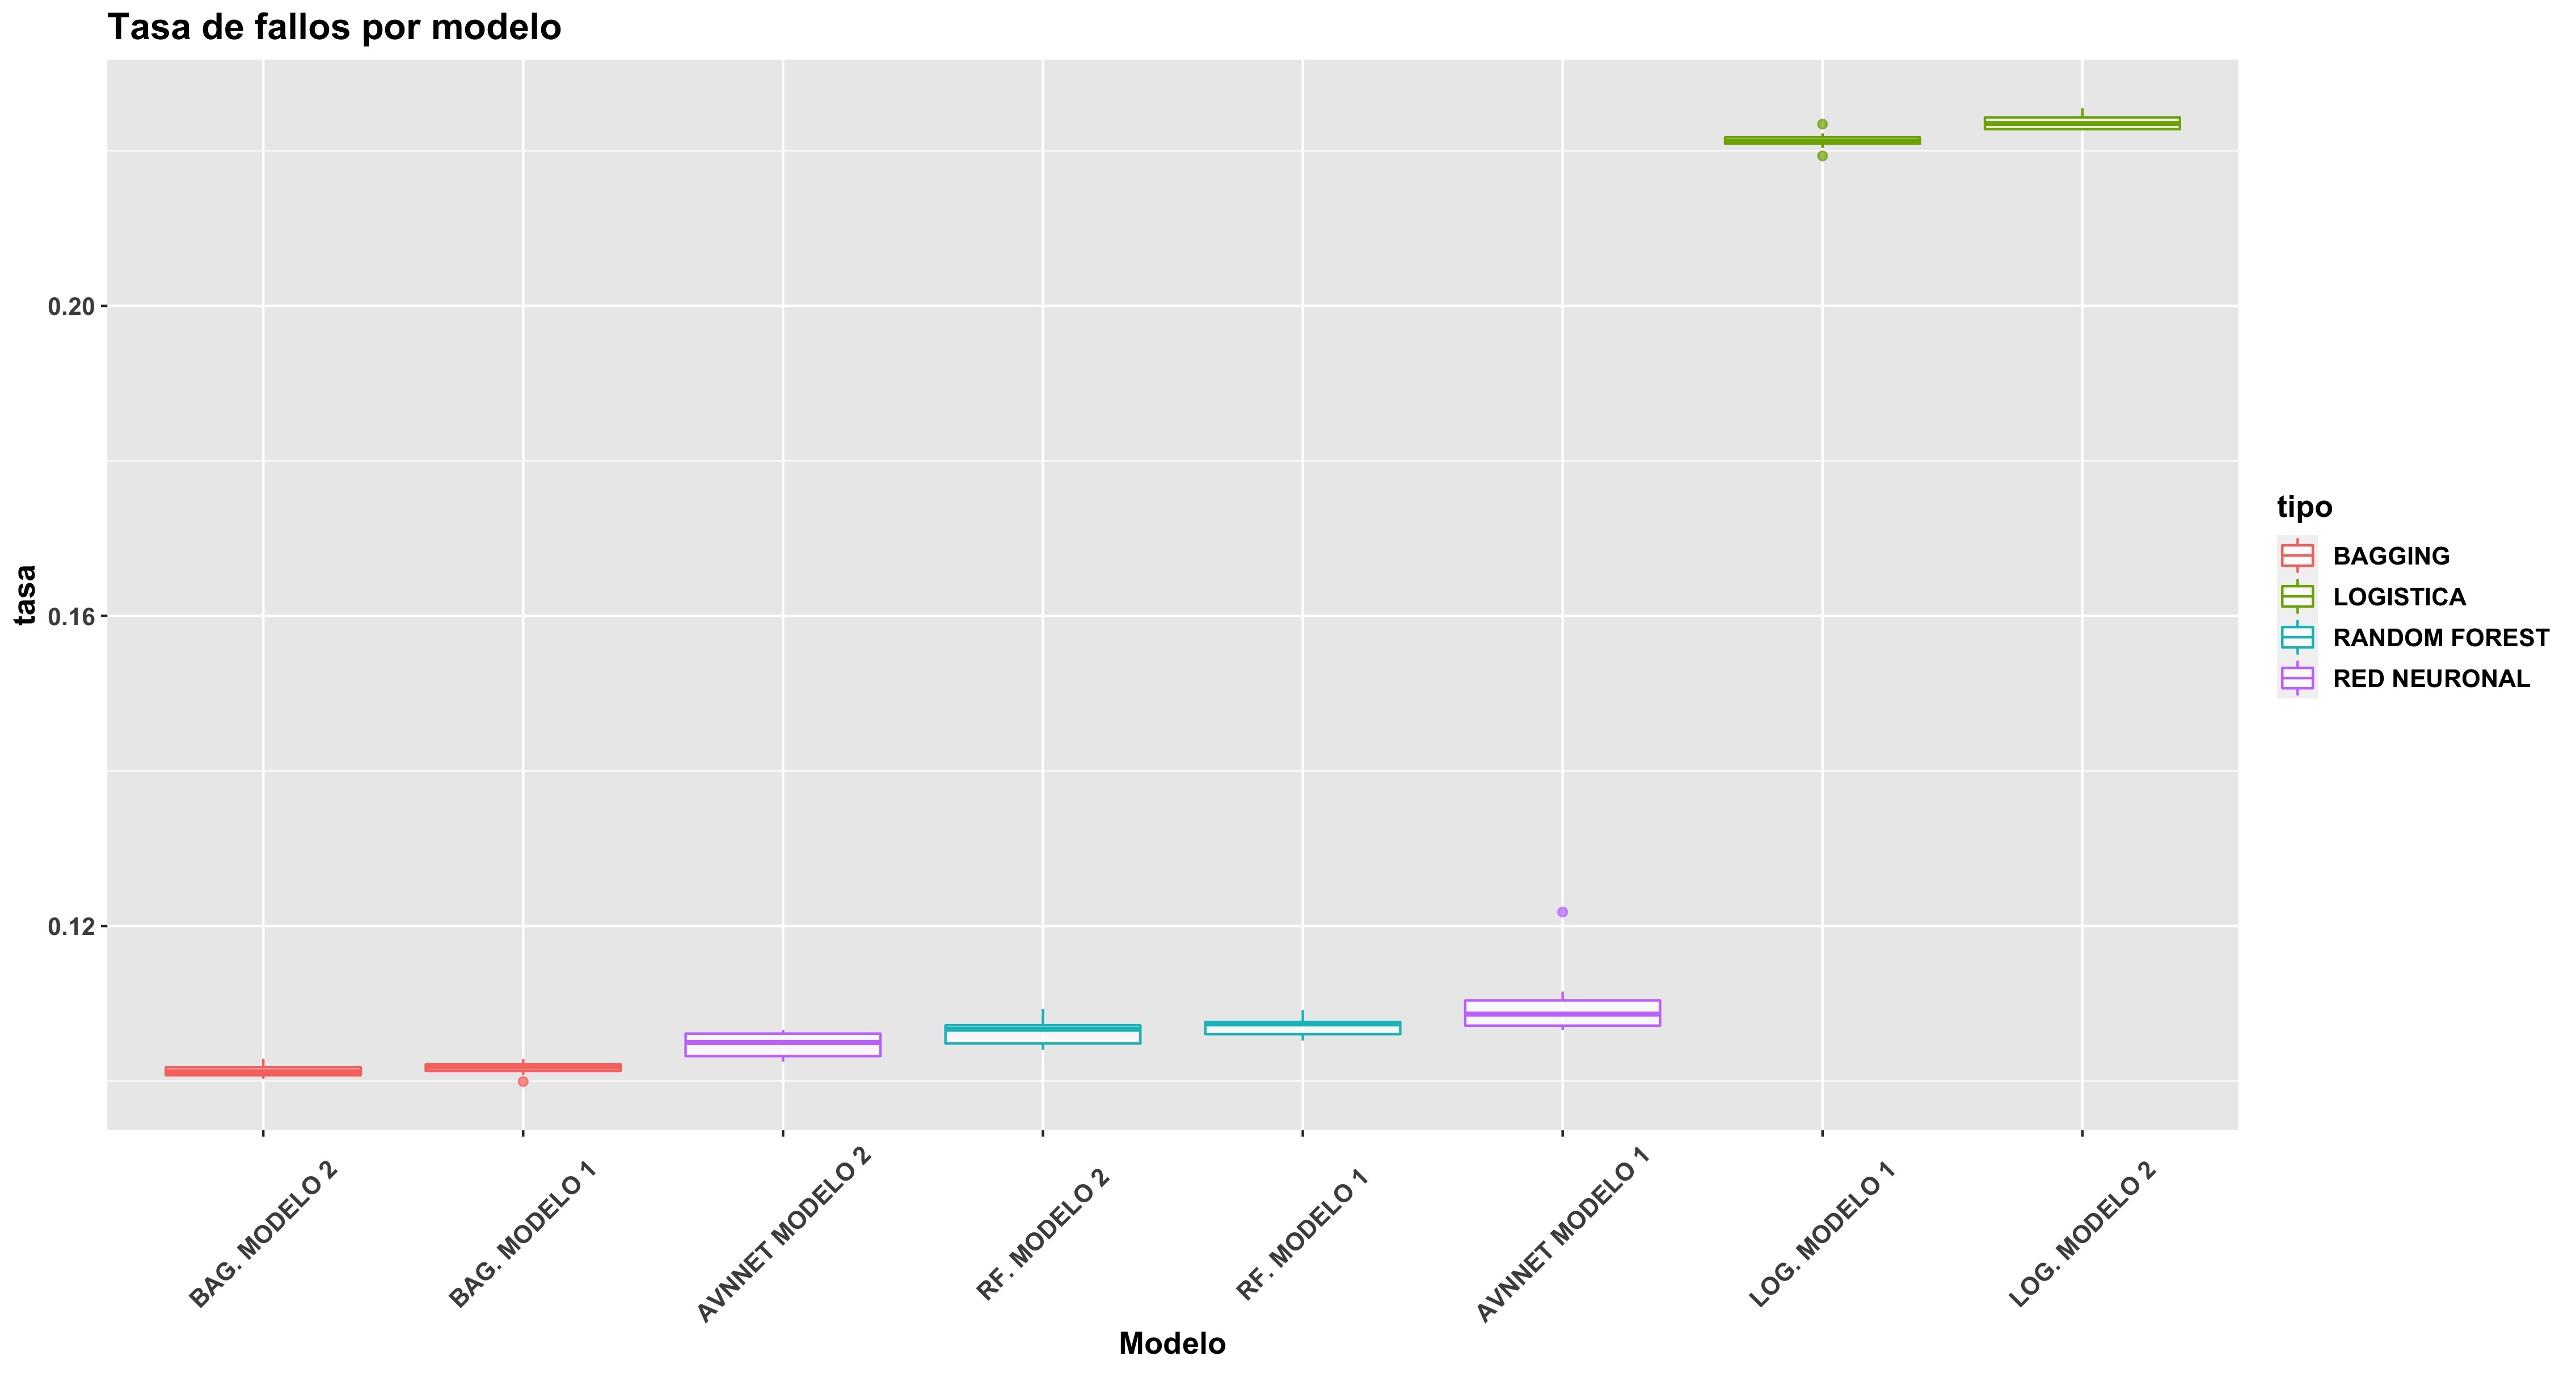 Tasa de fallos por modelo
tasa
0.20
0.16
0.12
BAG. MODELO 2
BAG. MODELO 1
AVNNET MODELO 2
RF. MODELO 2
RF. MODELO 1
AVNNET MODELO 1
LOG. MODELO 1
LOG. MODELO 2
Modelo
tipo
BAGGING
LOGISTICA
RANDOM FOREST
RED NEURONAL